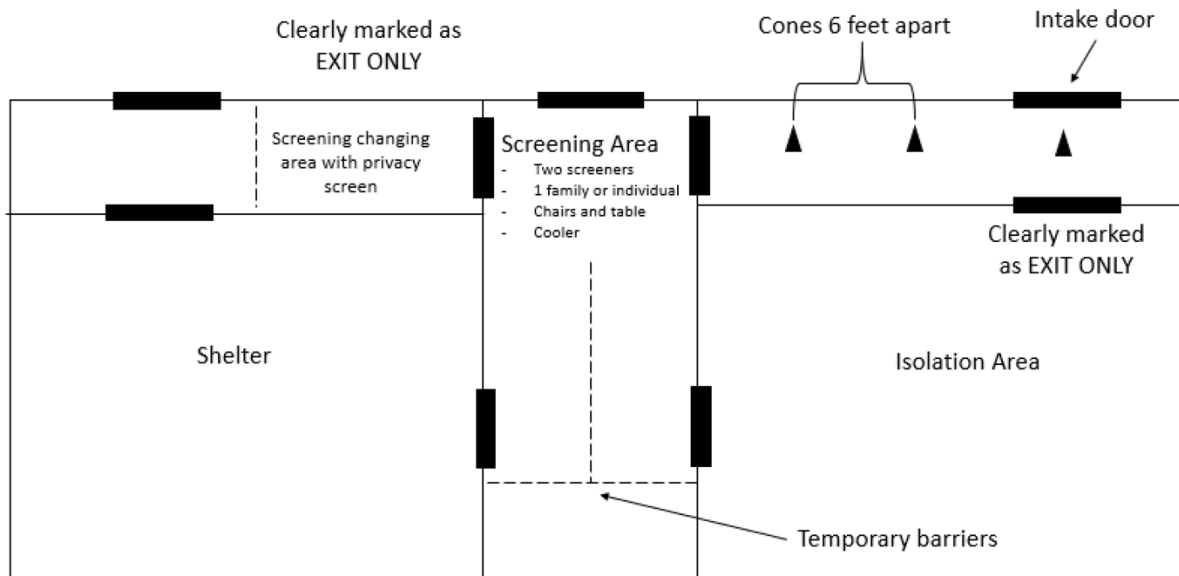 Clearly marked as
EXIT ONLY
Cones 6 feet apart
Intake door
Screening changing
area with privacy
screen
Screening Area
- Two screeners
- 1 family or individual
- Chairs and table
- Cooler
Clearly marked
as EXIT ONLY
Shelter
Isolation Area
Temporary barriers